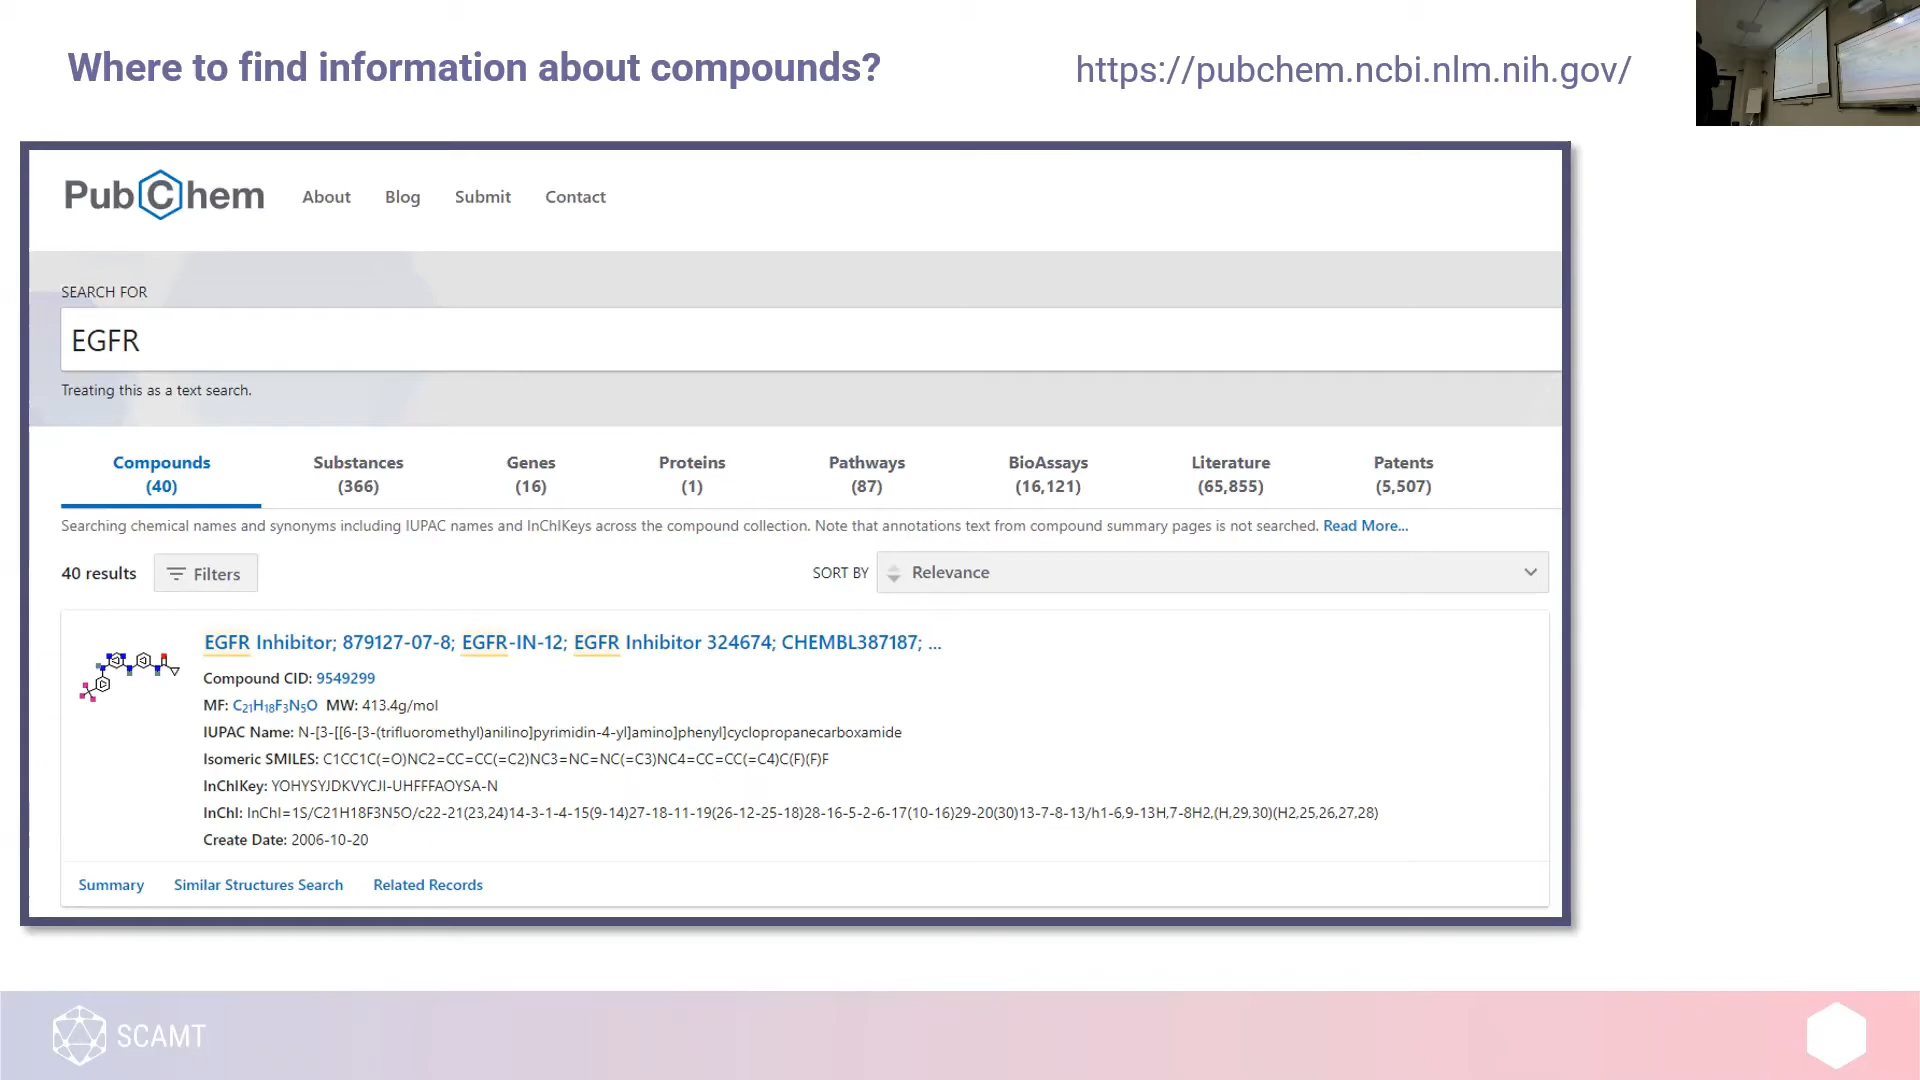 Where to find information about compounds?
https://pubchem.ncbi.nlm.nih.gov/
PubChem About Blog Submit Contact
SEARCH FOR
EGFR
Treating this as a text search.
Compounds Substances Genes Proteins Pathways BioAssays Literature Patents
(40) (366) (16) (1) (87) (16,121) (65,855) (5,507)
Searching chemical names and synonyms including IUPAC names and InChIKeys across the compound collection. Note that annotations text from compound summary pages is not searched. Read More...
40 results Filters SORT BY Relevance
EGFR Inhibitor; 879127-07-8; EGFR-IN-12; EGFR Inhibitor 324674; CHEMBL387187; ...
Compound CID: 9549299
MF: C₂₁H₁₈F₃N₅O MW: 413.4g/mol
IUPAC Name: N-[3-[[6-[3-(trifluoromethyl)anilino]pyrimidin-4-yl]amino]phenyl]cyclopropanecarboxamide
Isomeric SMILES: C1CC1C(=O)NC2=CC=CC(=C2)NC3=NC=NC(=C3)NC4=CC=CC(=C4)C(F)(F)F
InChIKey: YOHYSYJDKVYCJI-UHFFFAOYSA-N
InChI: InChI=1S/C21H18F3N5O/c22-21(23,24)14-3-1-4-15(9-14)27-18-11-19(26-12-25-18)28-16-5-2-6-17(10-16)29-20(30)13-7-8-13/h1-6,9-13H,7-8H2,(H,29,30)(H2,25,26,27,28)
Create Date: 2006-10-20
Summary Similar Structures Search Related Records
SCAMT